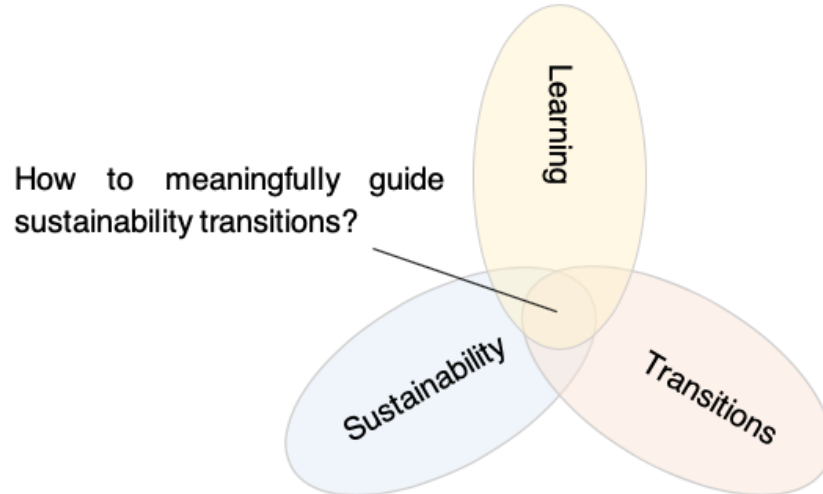 Learning
How to meaningfully guide
sustainability transitions?
Sustainability
Transitions